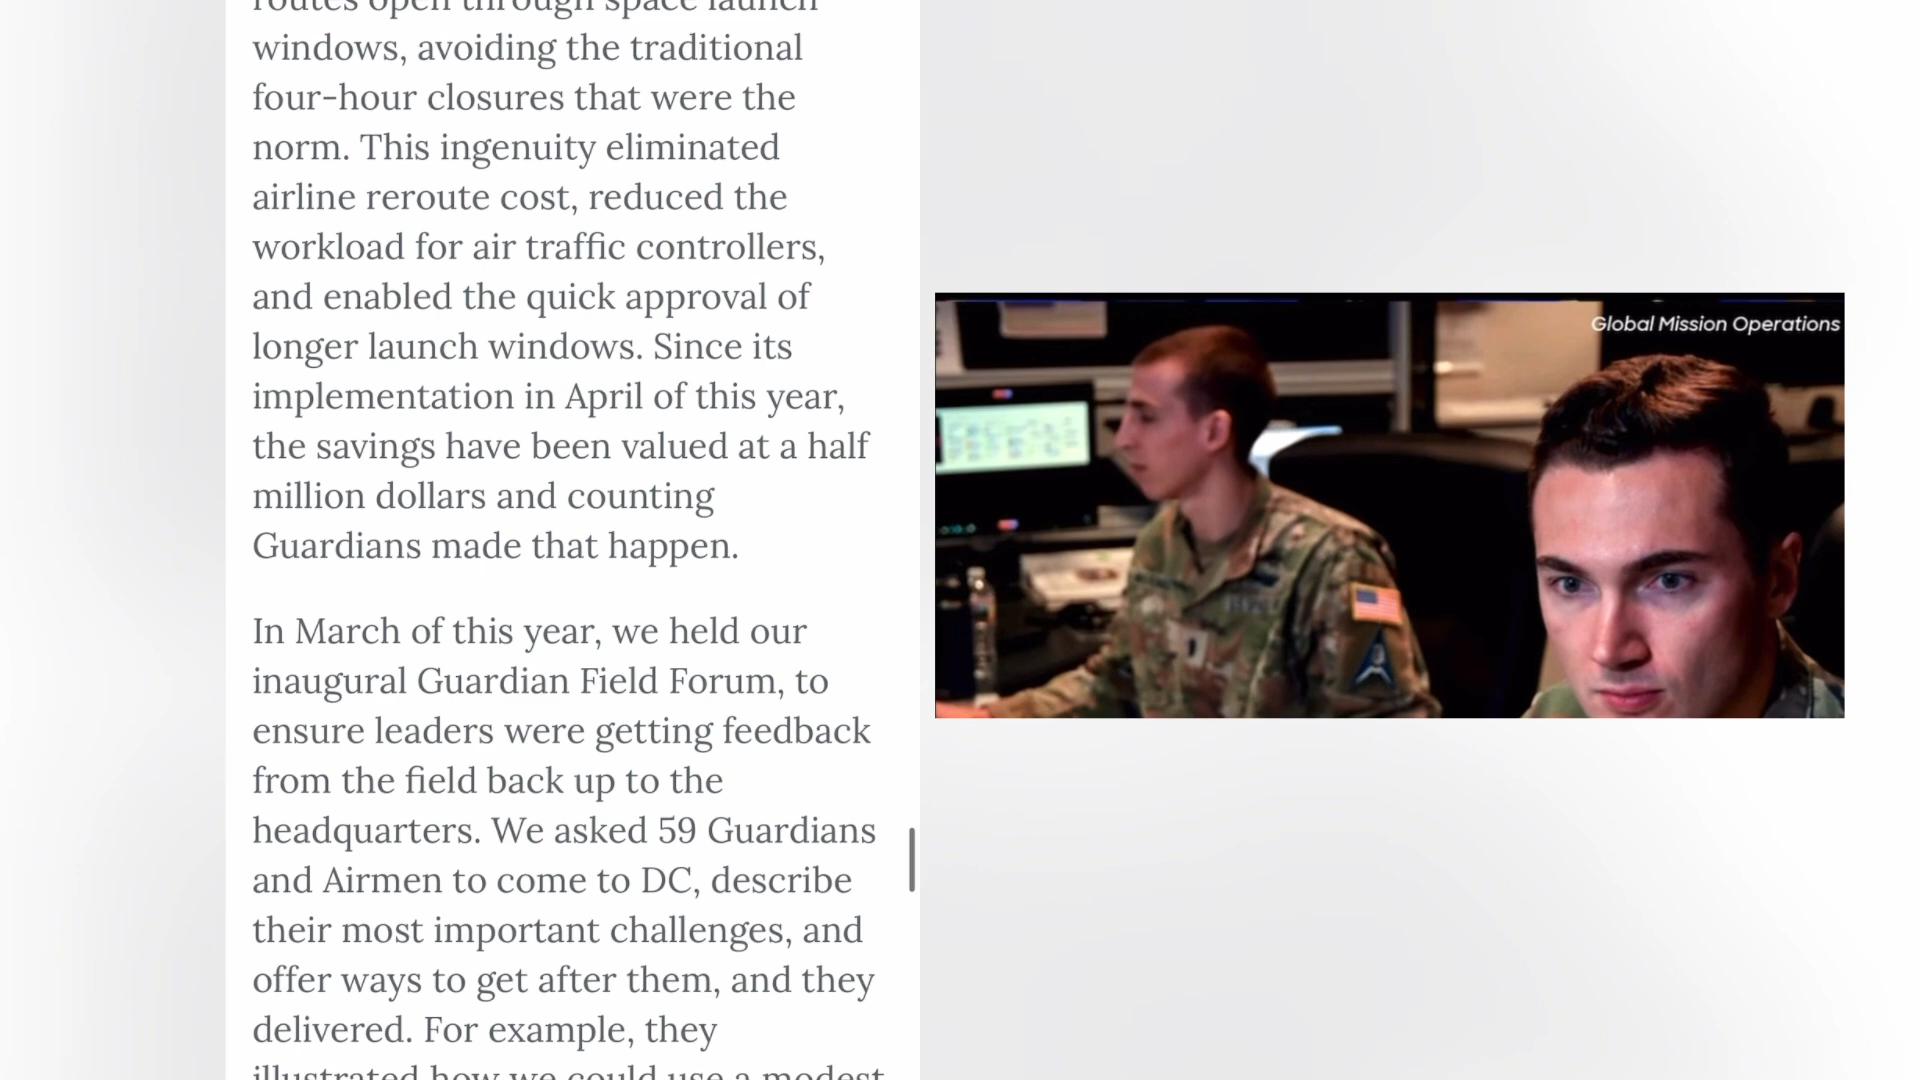 routes open through space launch
windows, avoiding the traditional
four-hour closures that were the
norm. This ingenuity eliminated
airline reroute cost, reduced the
workload for air traffic controllers,
and enabled the quick approval of
longer launch windows. Since its
implementation in April of this year,
the savings have been valued at a half
million dollars and counting
Guardians made that happen.
In March of this year, we held our
inaugural Guardian Field Forum, to
ensure leaders were getting feedback
from the field back up to the
headquarters. We asked 59 Guardians
and Airmen to come to DC, describe
their most important challenges, and
offer ways to get after them, and they
delivered. For example, they
illustrated how we could use a modest
Global Mission Operations